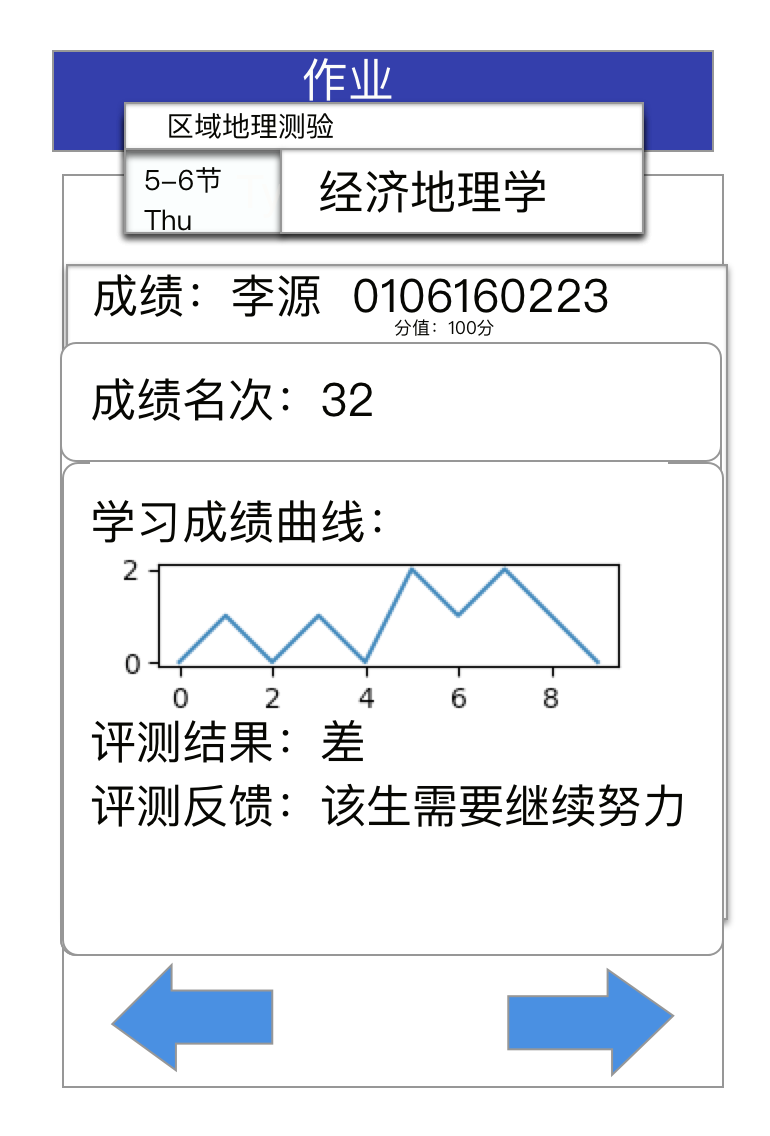 作业
区域地理测验
5-6节
Thu
经济地理学
成绩：李源 0106160223
分值：100分
成绩名次：32
学习成绩曲线：
2
0
0 2 4 6 8
评测结果：差
评测反馈：该生需要继续努力